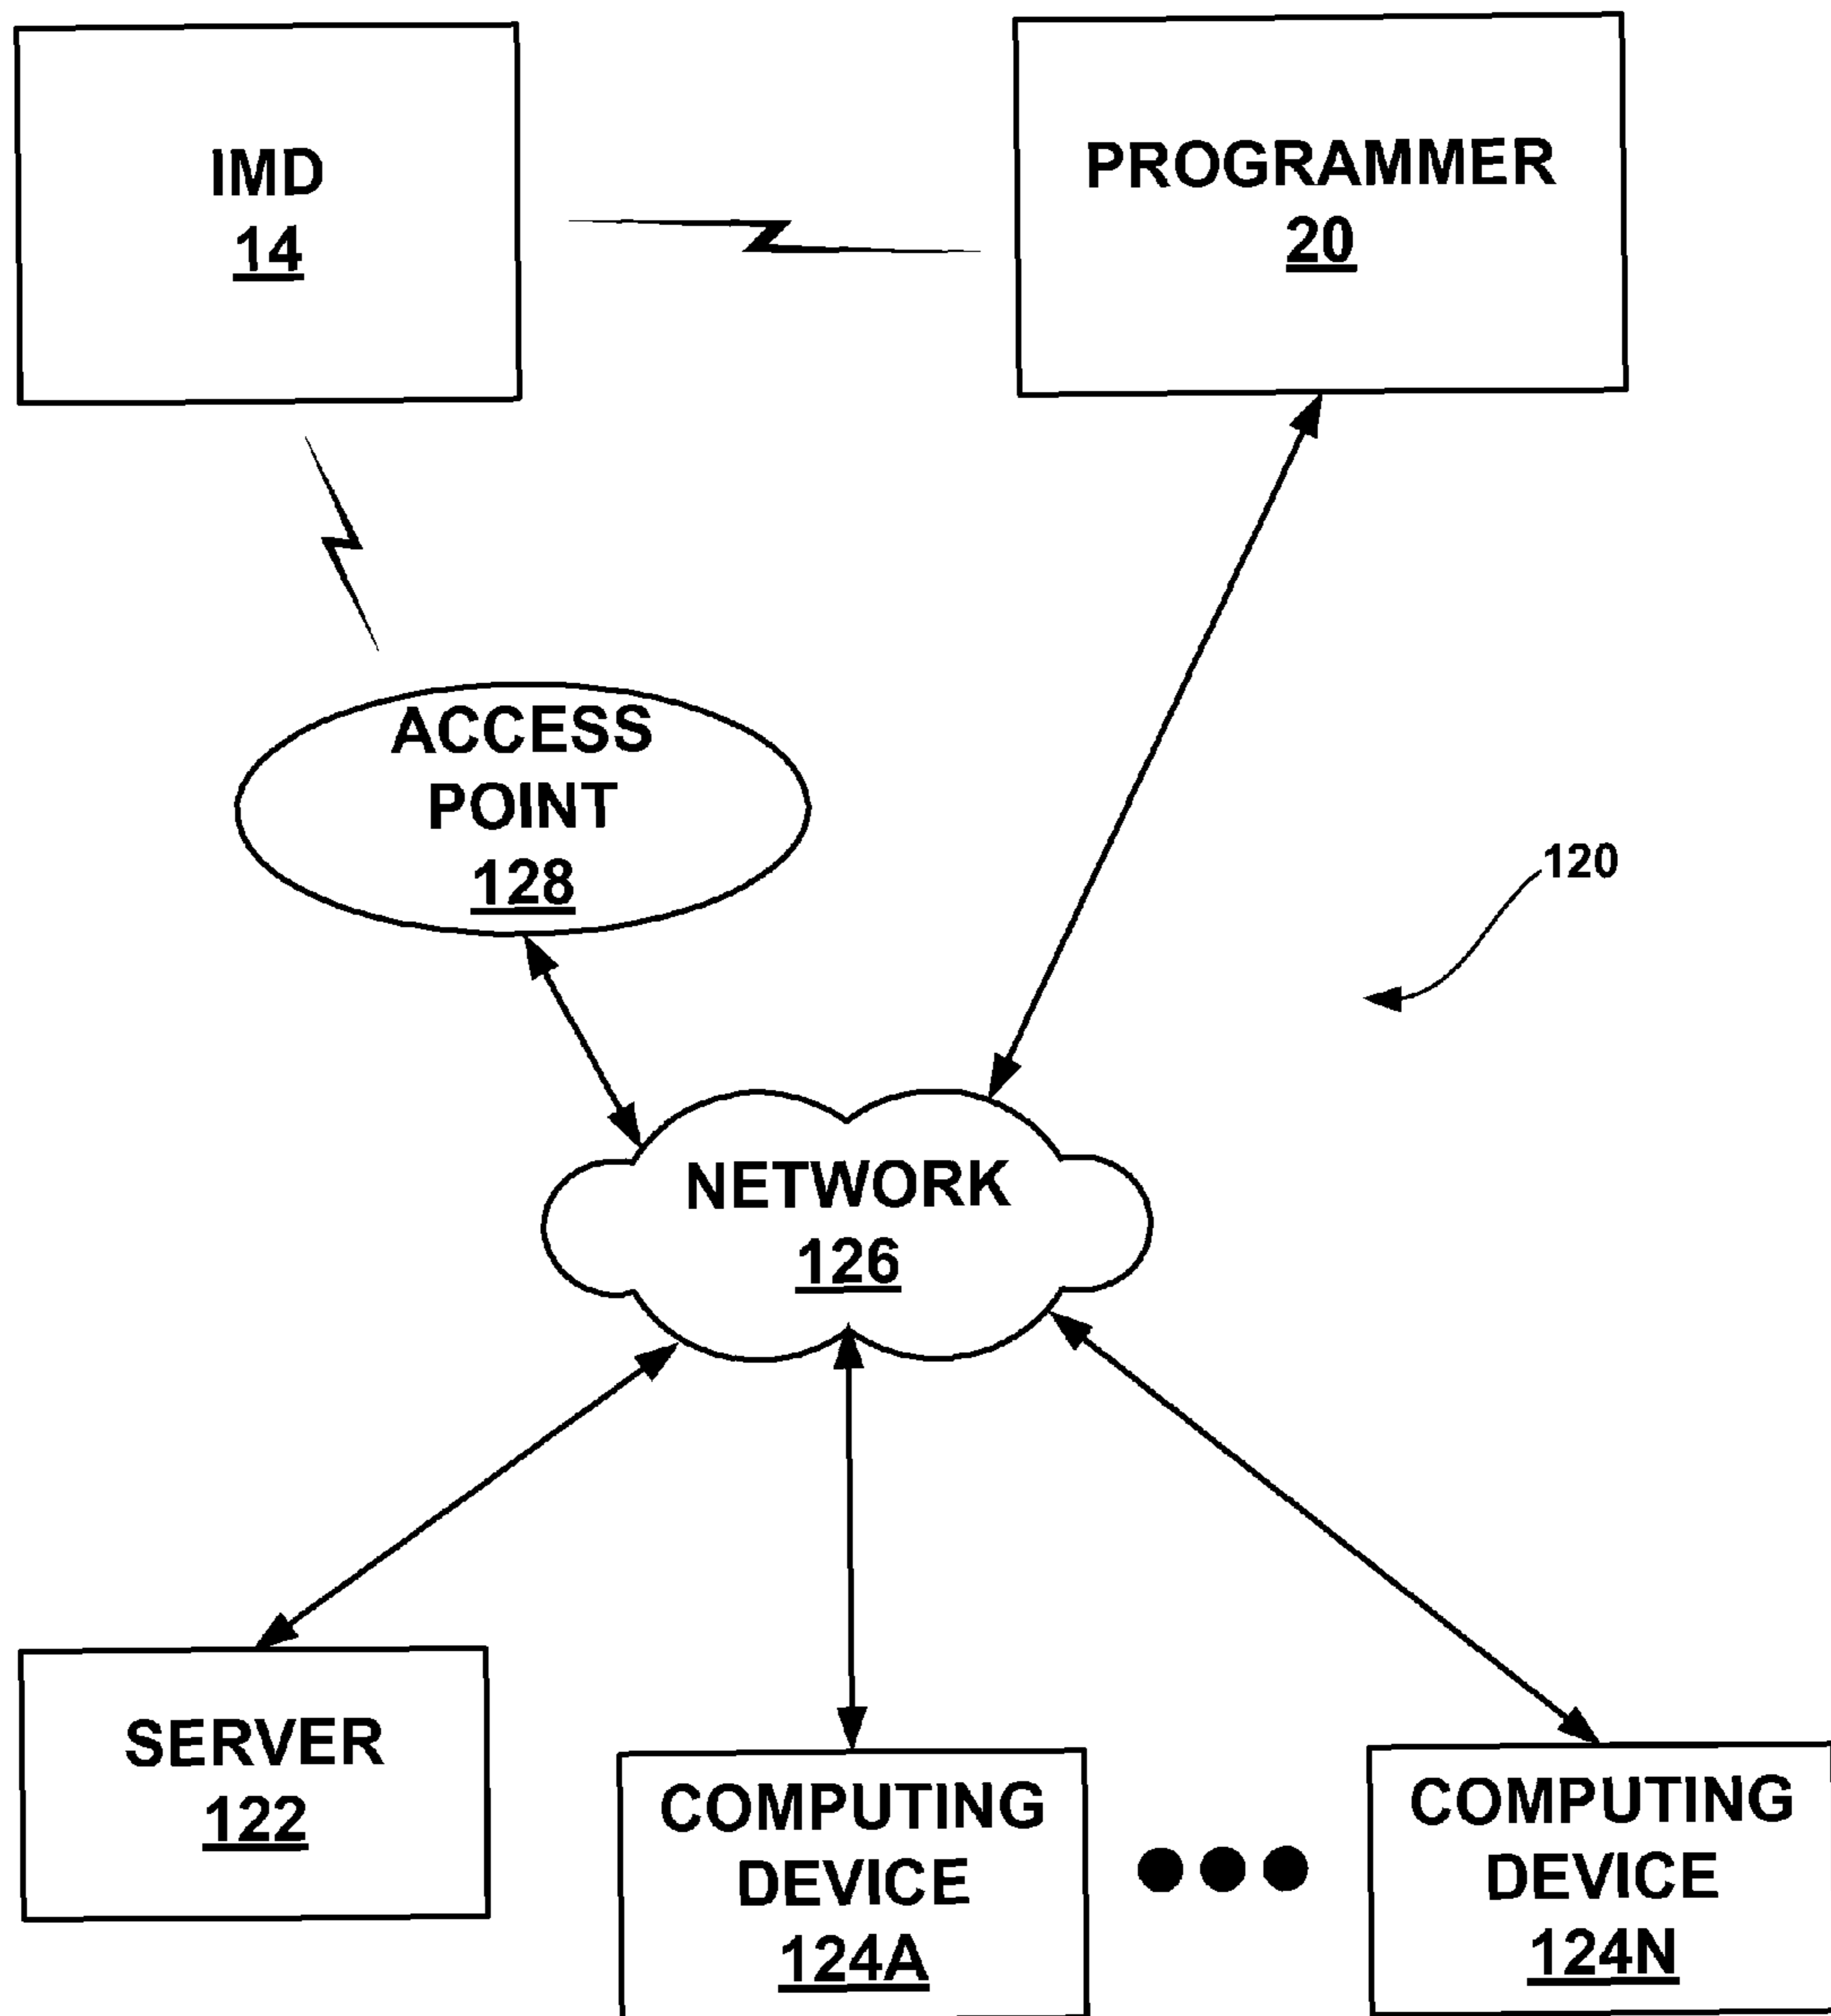 IMD
14
PROGRAMMER
20
ACCESS
POINT
128
120
NETWORK
126
SERVER
122
COMPUTING
DEVICE
124A
COMPUTING
DEVICE
124N